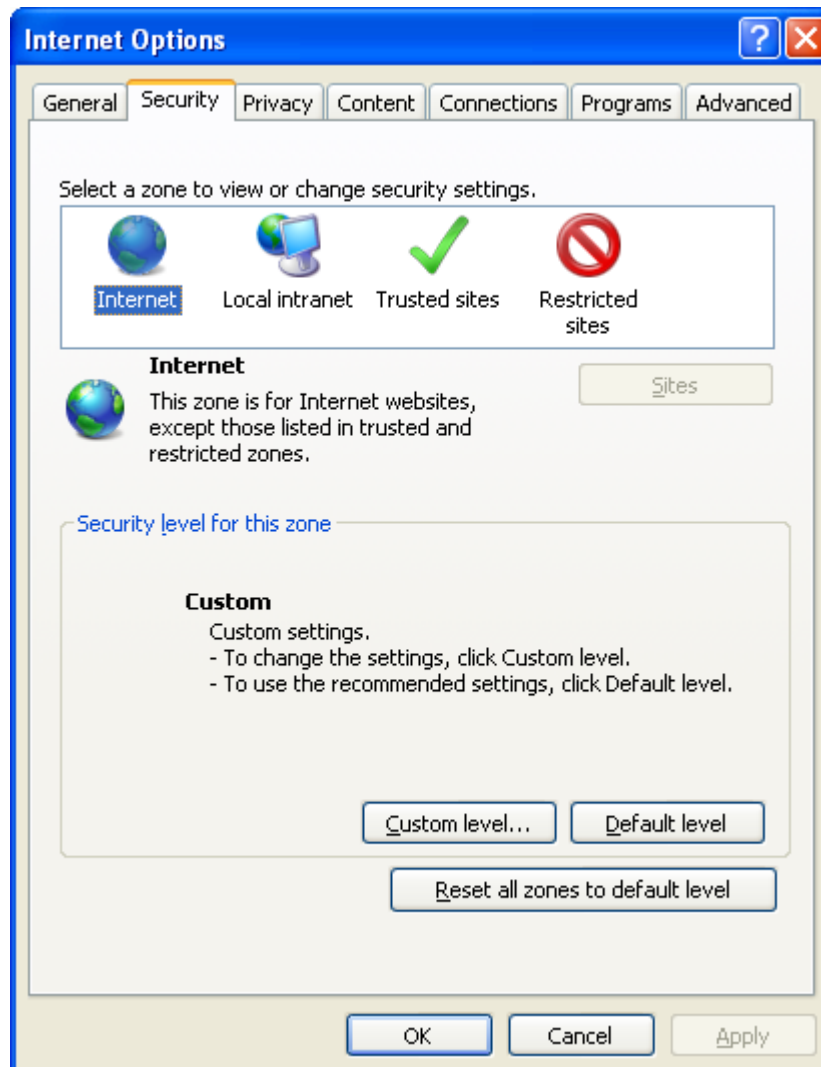 Internet Options
General Security Privacy Content Connections Programs Advanced
Select a zone to view or change security settings.
Internet Local intranet Trusted sites Restricted
sites
Internet
Sites
This zone is for Internet websites,
except those listed in trusted and
restricted zones.
Security level for this zone
Custom
Custom settings.
- To change the settings, click Custom level.
- To use the recommended settings, click Default level.
Custom level... Default level
Reset all zones to default level
OK Cancel Apply